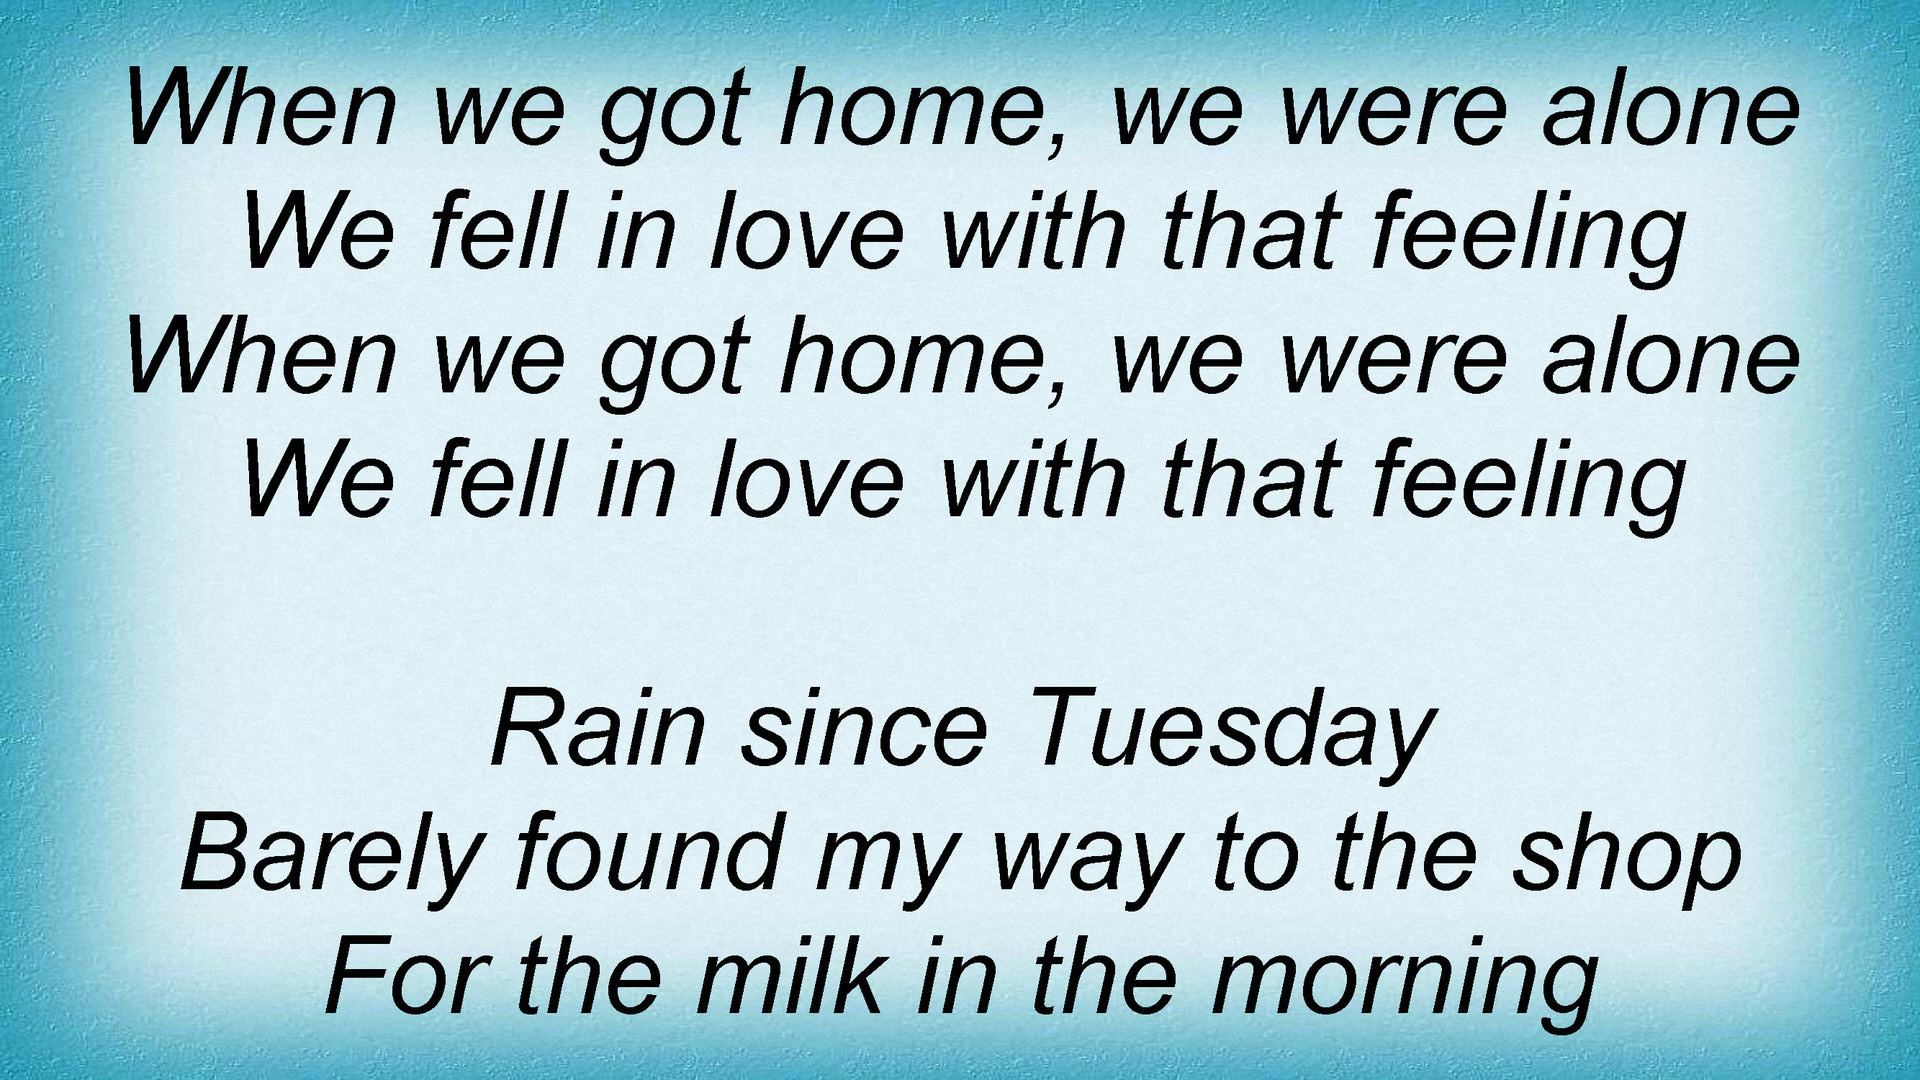 When we got home, we were alone
We fell in love with that feeling
When we got home, we were alone
We fell in love with that feeling
Rain since Tuesday
Barely found my way to the shop
For the milk in the morning